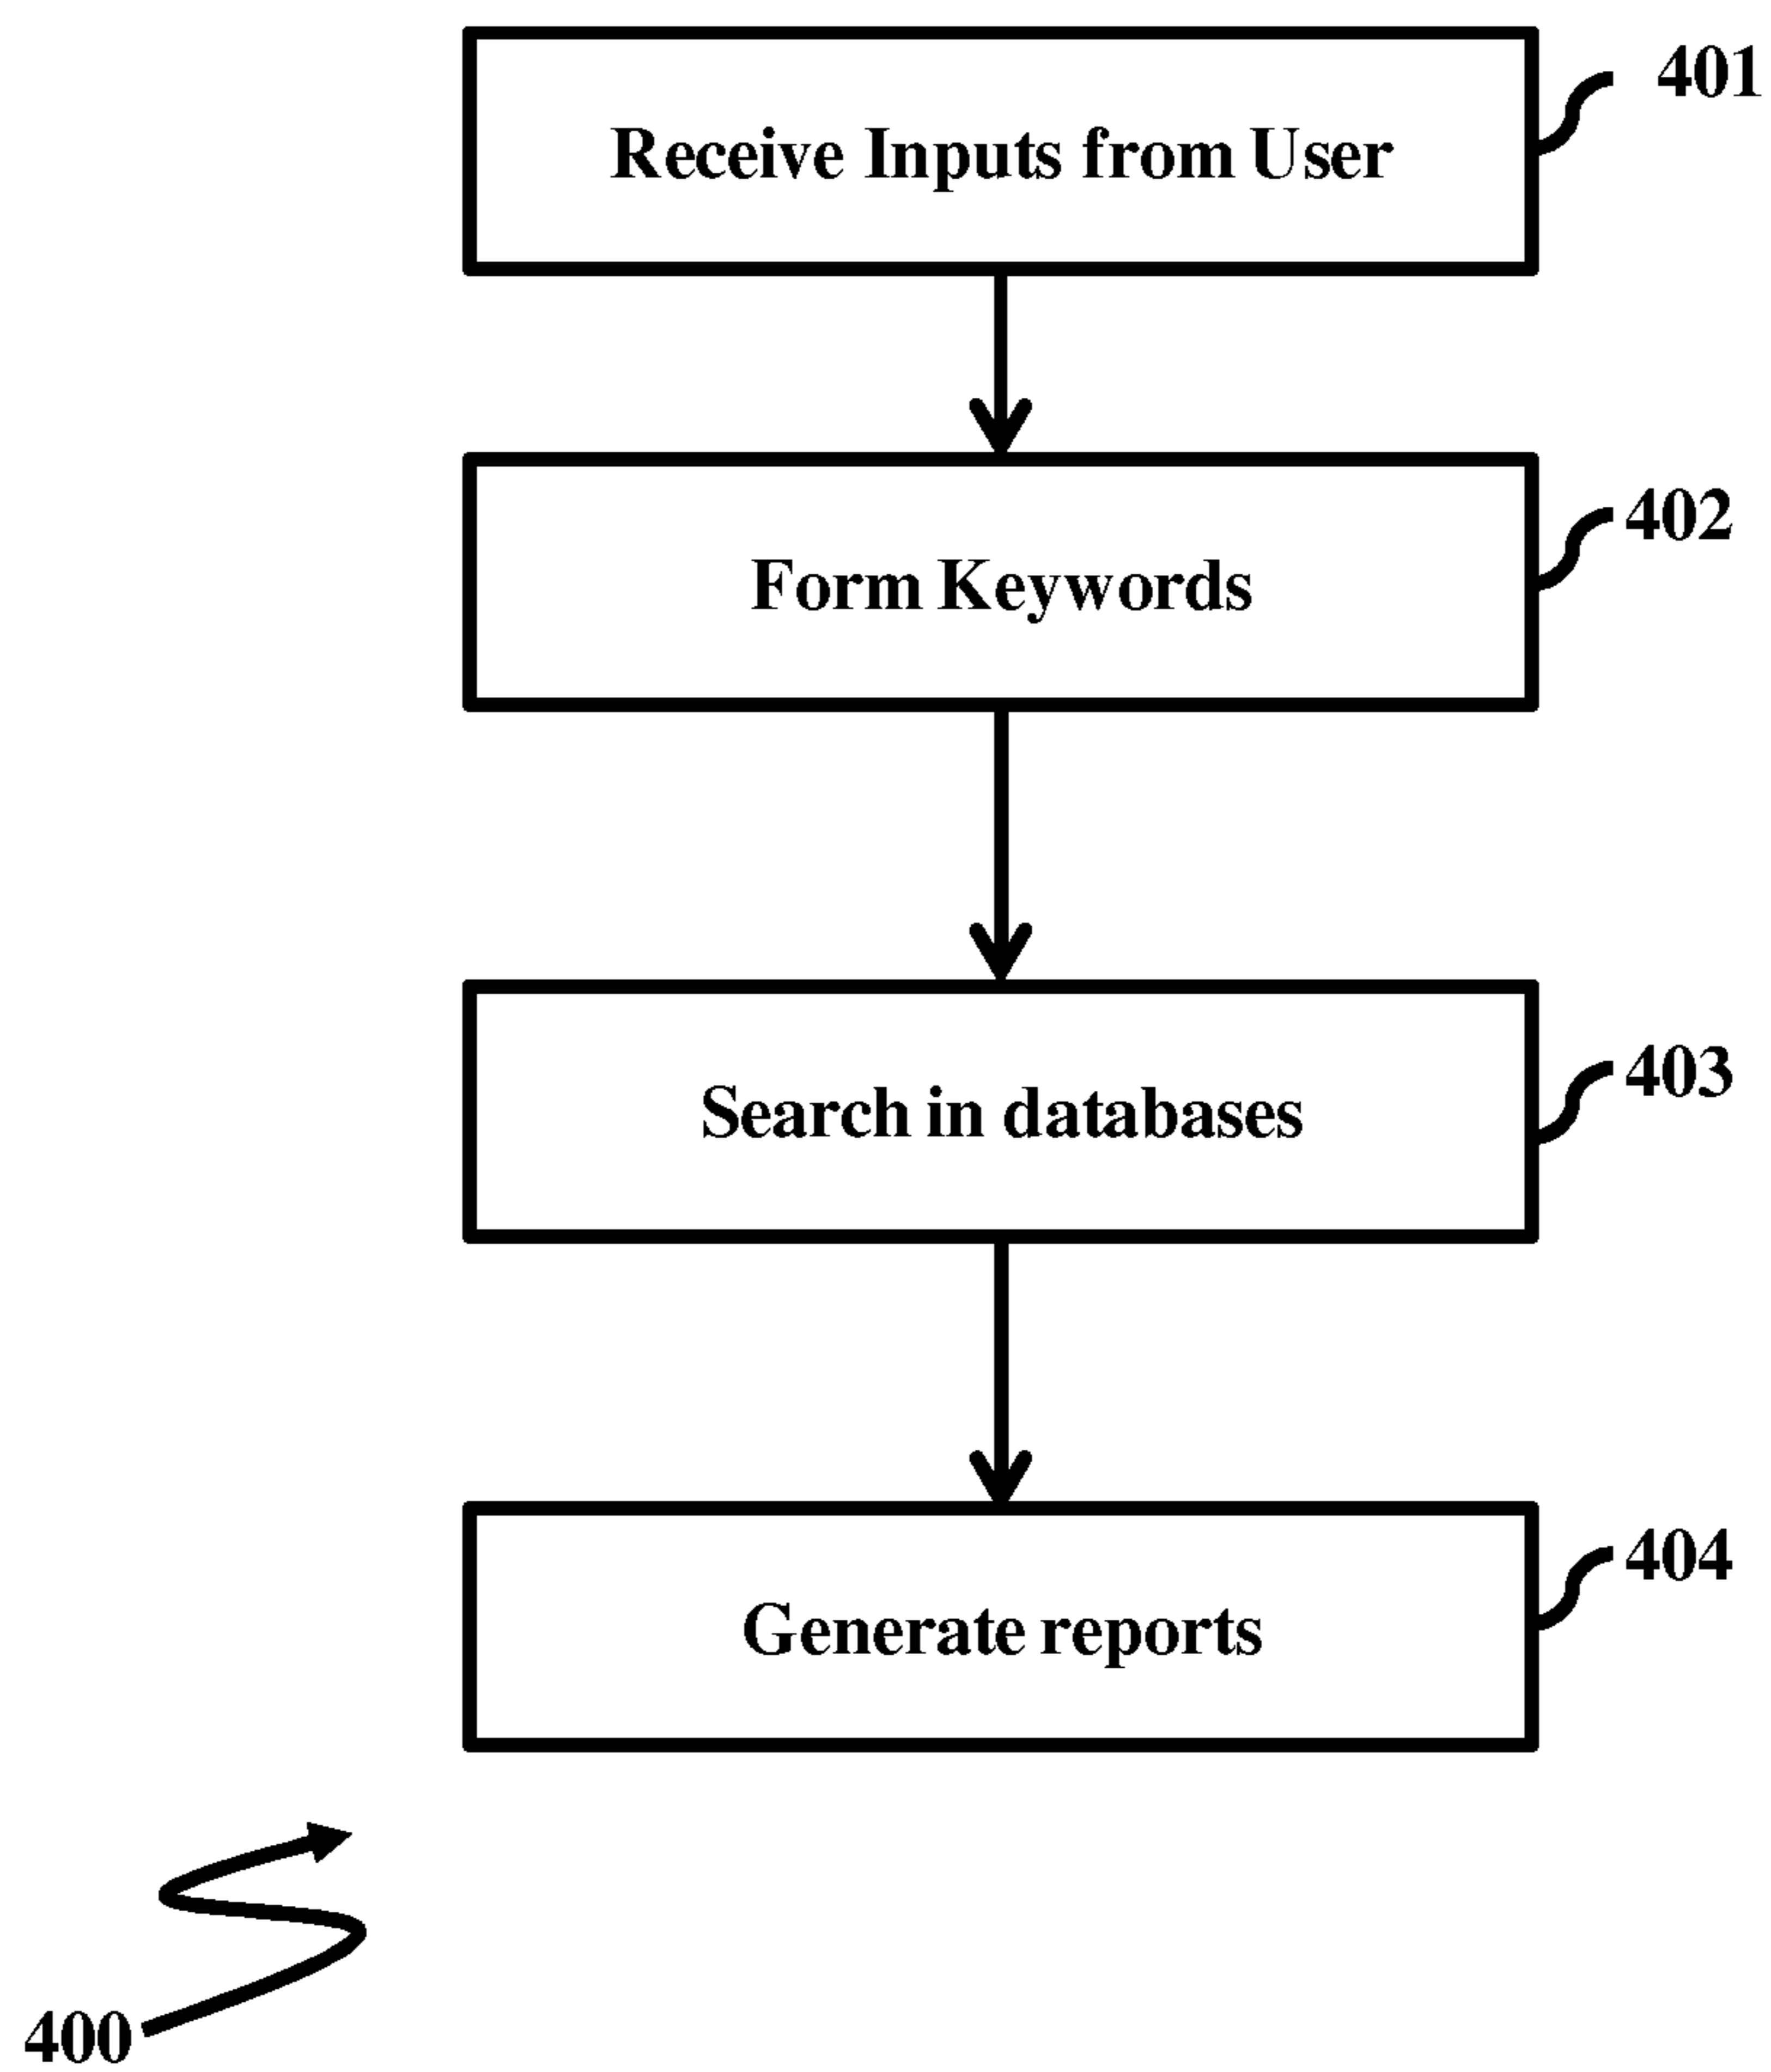 401
Receive Inputs from User
402
Form Keywords
403
Search in databases
404
Generate reports
400